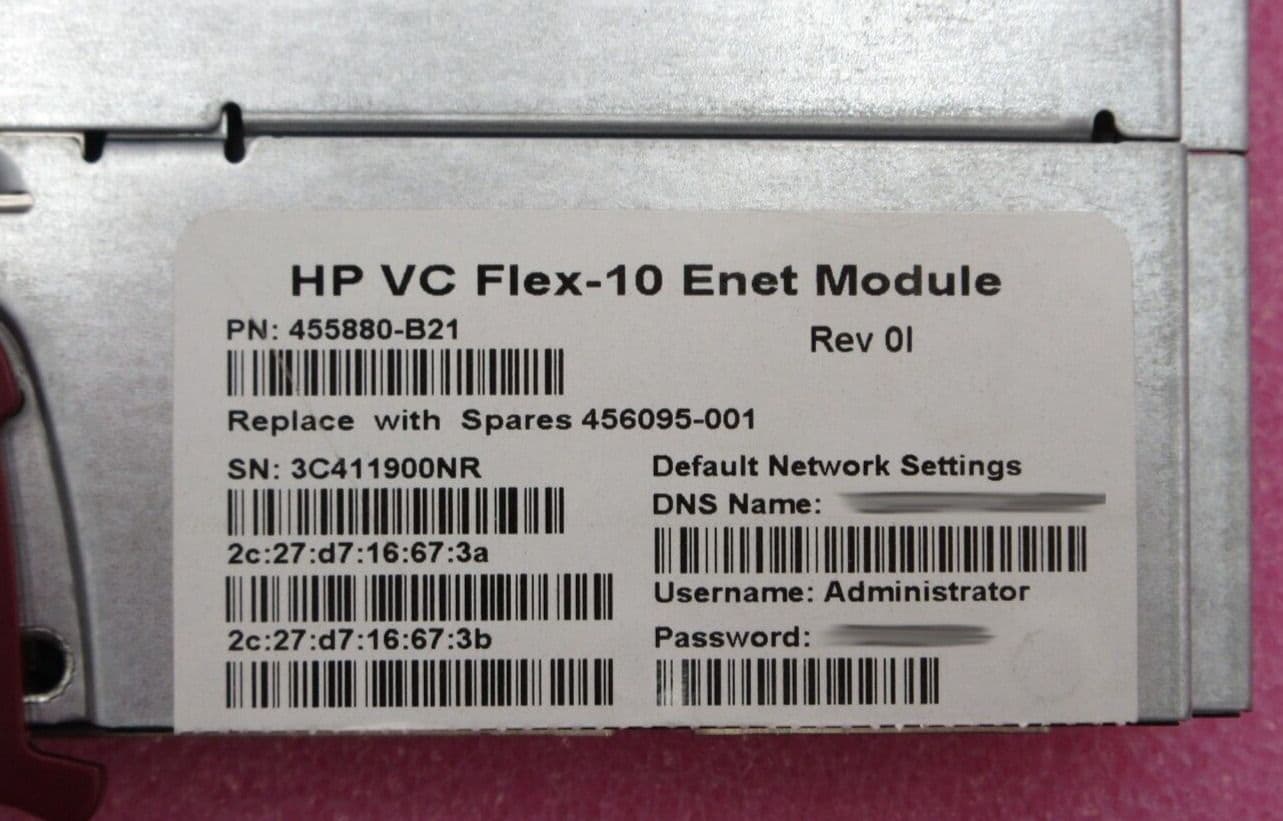 HP VC Flex-10 Enet Module
PN: 455880-B21
Rev 0I
Replace with Spares 456095-001
SN: 3C411900NR
2c:27:d7:16:67:3a
2c:27:d7:16:67:3b
Default Network Settings
DNS Name:
Username: Administrator
Password: